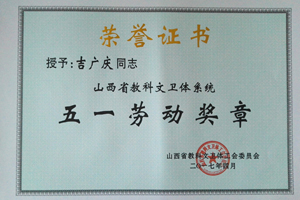 荣誉证书
授予:吉广庆同志
山西省教科文卫体系统
五一劳动奖章
山西省教科文卫体工会委员会
二〇一七年四月